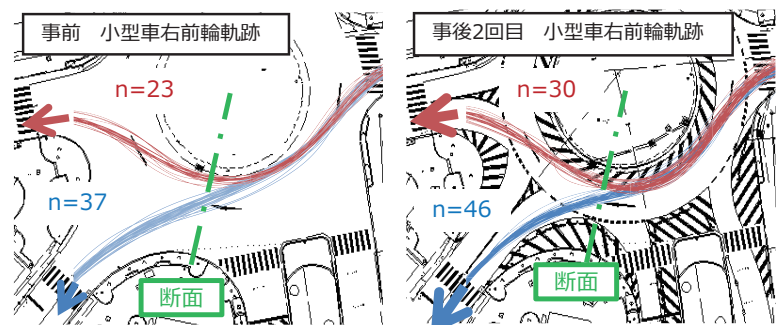 事前　小型車右前輪軌跡
n=23
n=37
断面
事後2回目　小型車右前輪軌跡
n=30
n=46
断面